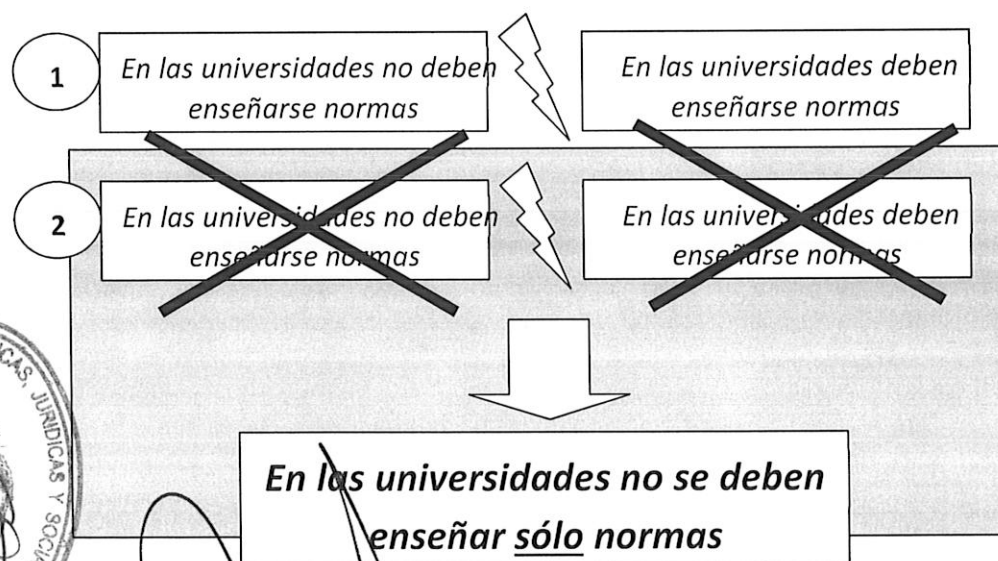 1
En las universidades no deben
enseñarse normas
En las universidades deben
enseñarse normas
2
En las universidades no deben
enseñarse normas
En las universidades deben
enseñarse normas
En las universidades no se deben
enseñar sólo normas
JURIDICAS Y